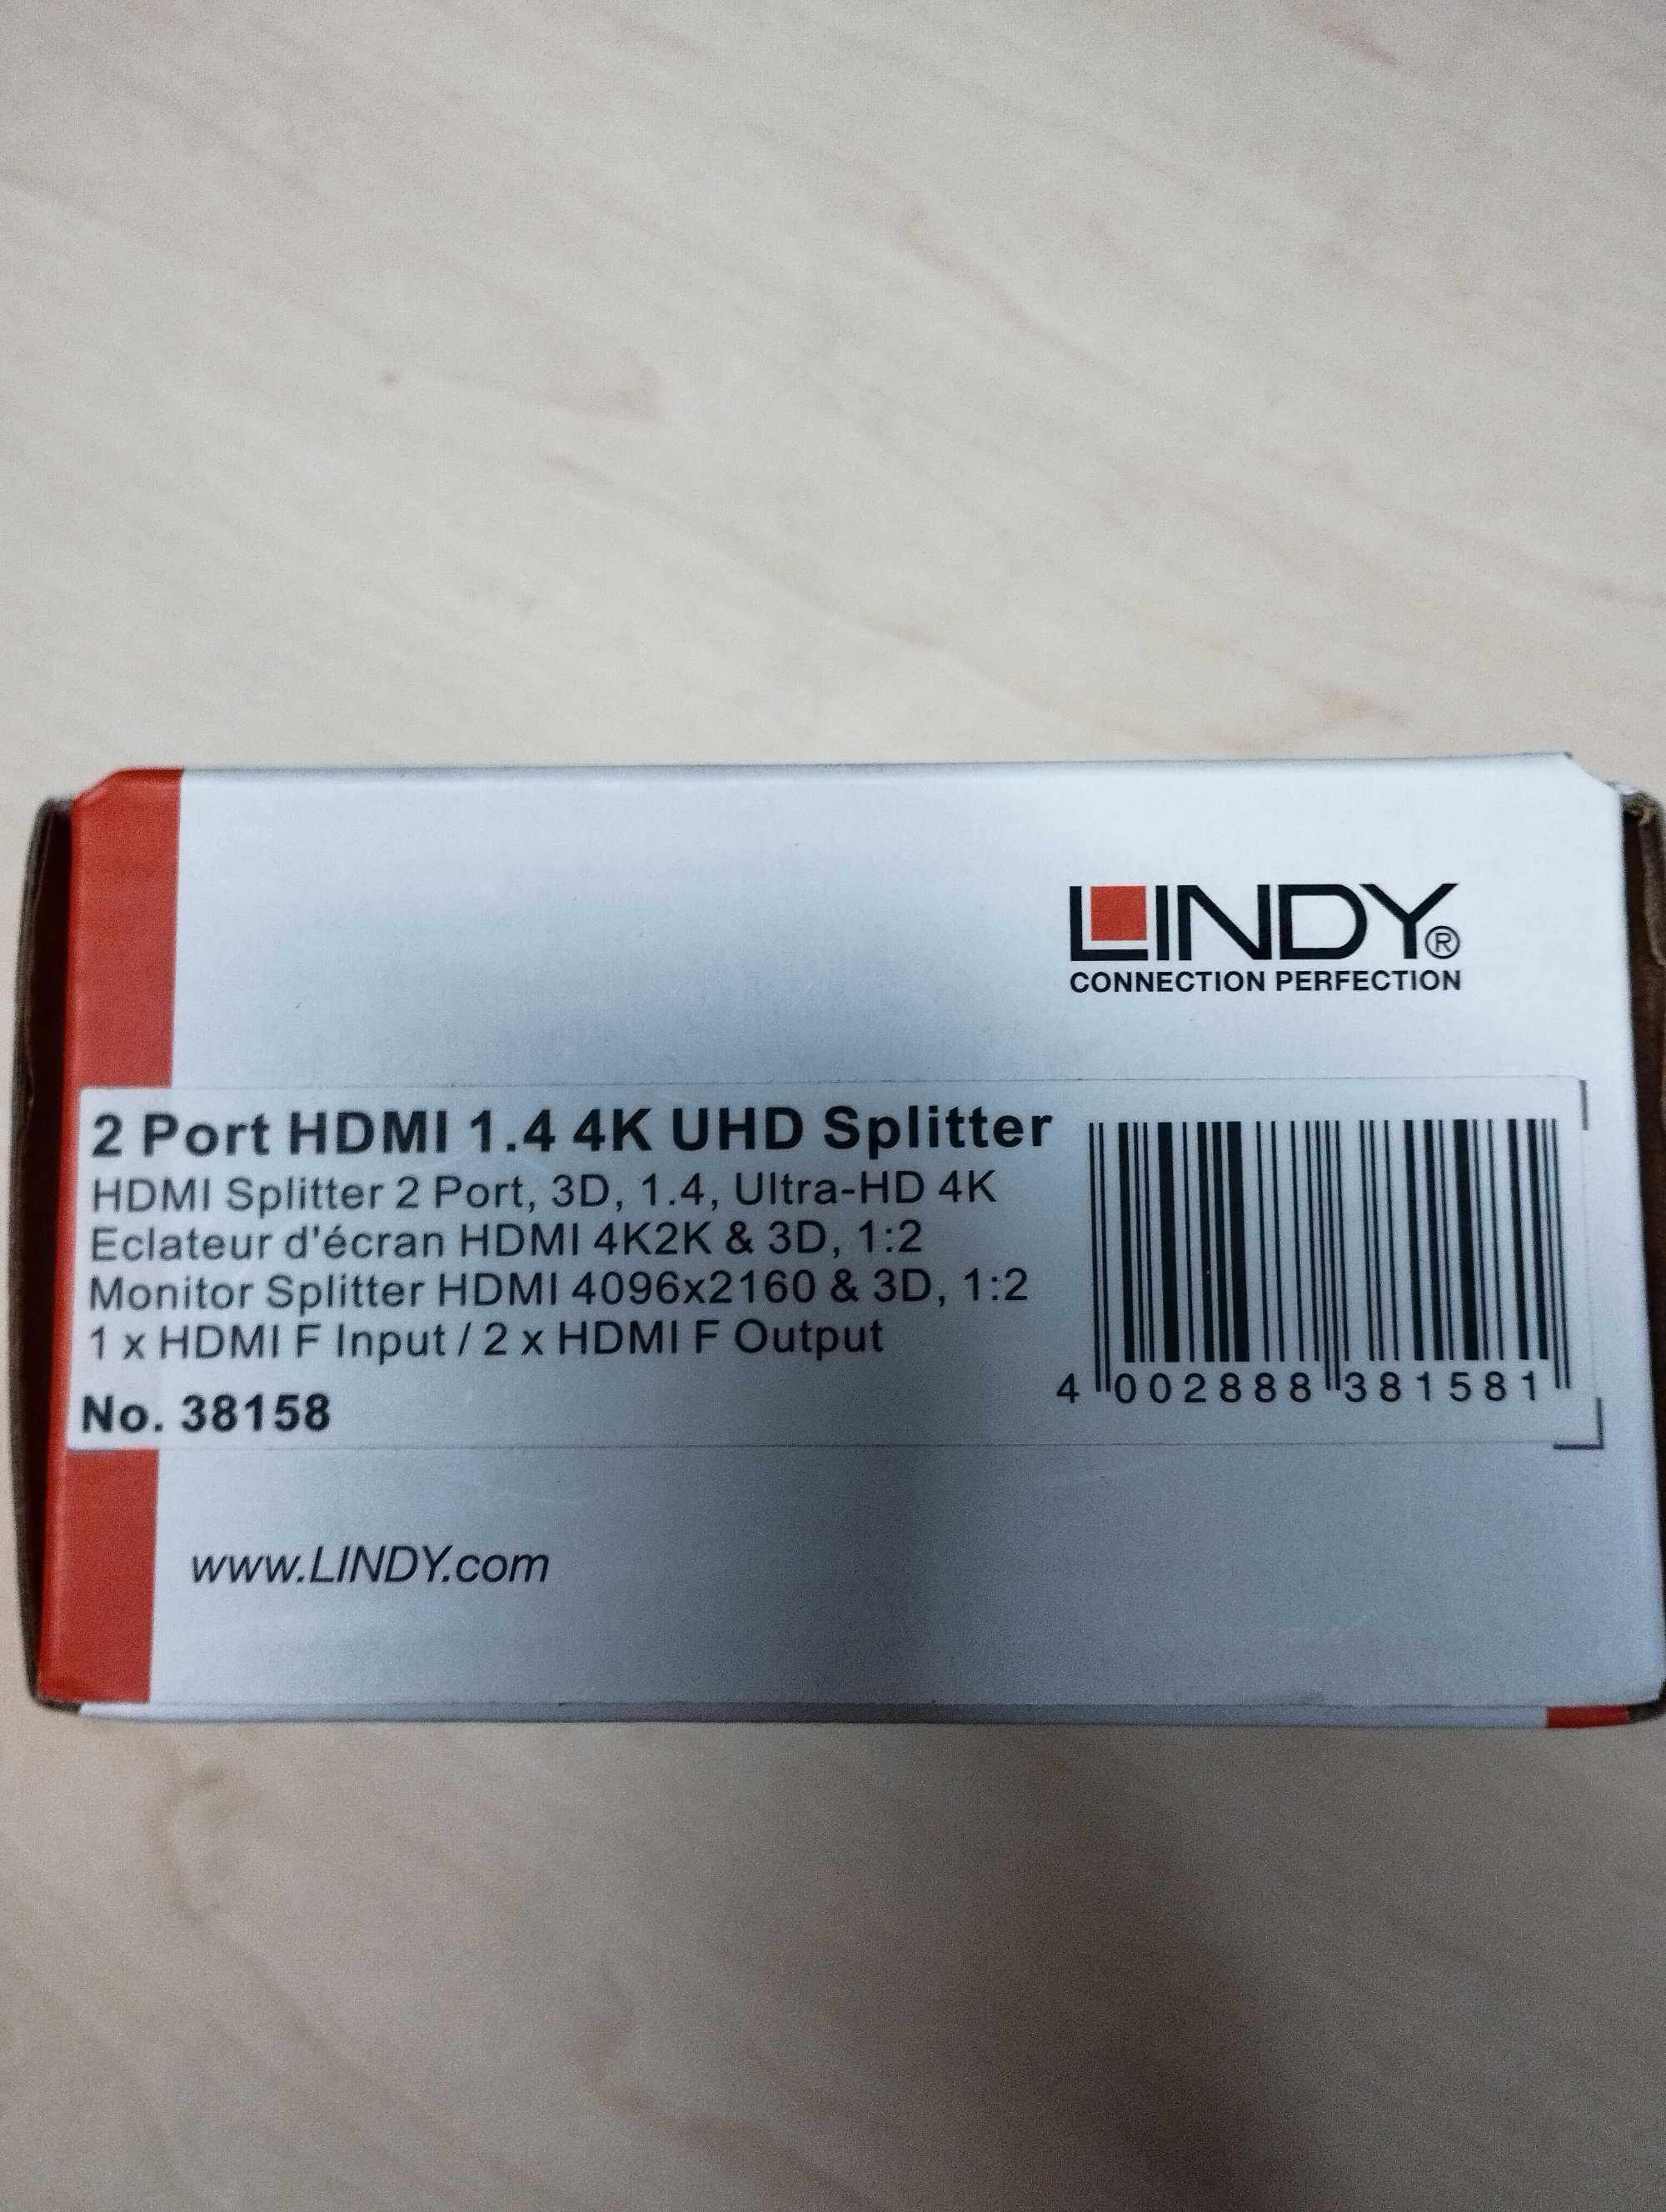 LINDY®
CONNECTION PERFECTION
2 Port HDMI 1.4 4K UHD Splitter
HDMI Splitter 2 Port, 3D, 1.4, Ultra-HD 4K
Eclateur d'écran HDMI 4K2K & 3D, 1:2
Monitor Splitter HDMI 4096x2160 & 3D, 1:2
1 x HDMI F Input / 2 x HDMI F Output
No. 38158
4 002888 381581
www.LINDY.com